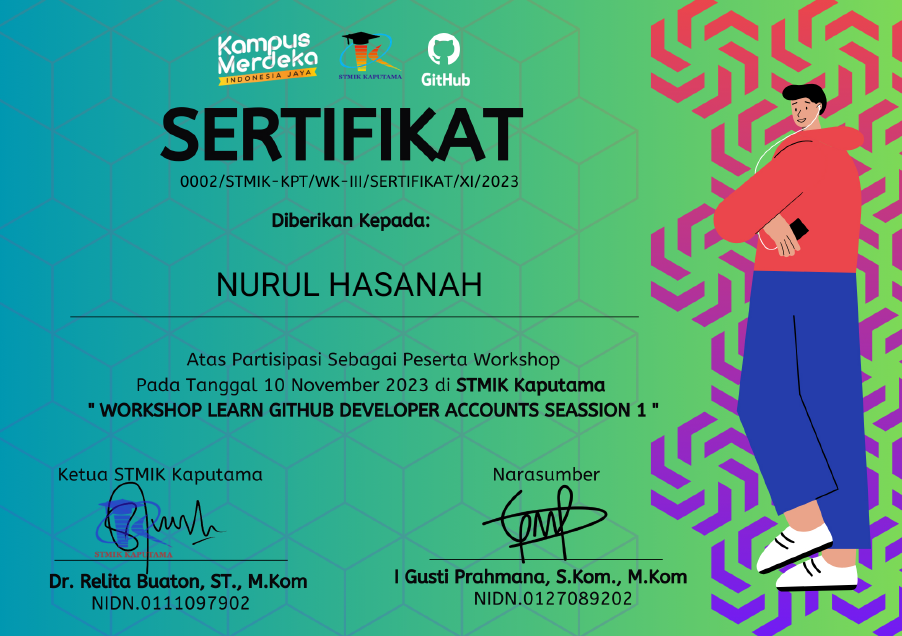 Kampus
Merdeka
INDONESIA JAYA
STMIK KAPUTAMA
GitHub
SERTIFIKAT
0002/STMIK-KPT/WK-III/SERTIFIKAT/XI/2023
Diberikan Kepada:
NURUL HASANAH
Atas Partisipasi Sebagai Peserta Workshop
Pada Tanggal 10 November 2023 di STMIK Kaputama
" WORKSHOP LEARN GITHUB DEVELOPER ACCOUNTS SEASSION 1 "
Ketua STMIK Kaputama
STMIK KAPUTAMA
Dr. Relita Buaton, ST., M.Kom
NIDN.0111097902
Narasumber
I Gusti Prahmana, S.Kom., M.Kom
NIDN.0127089202